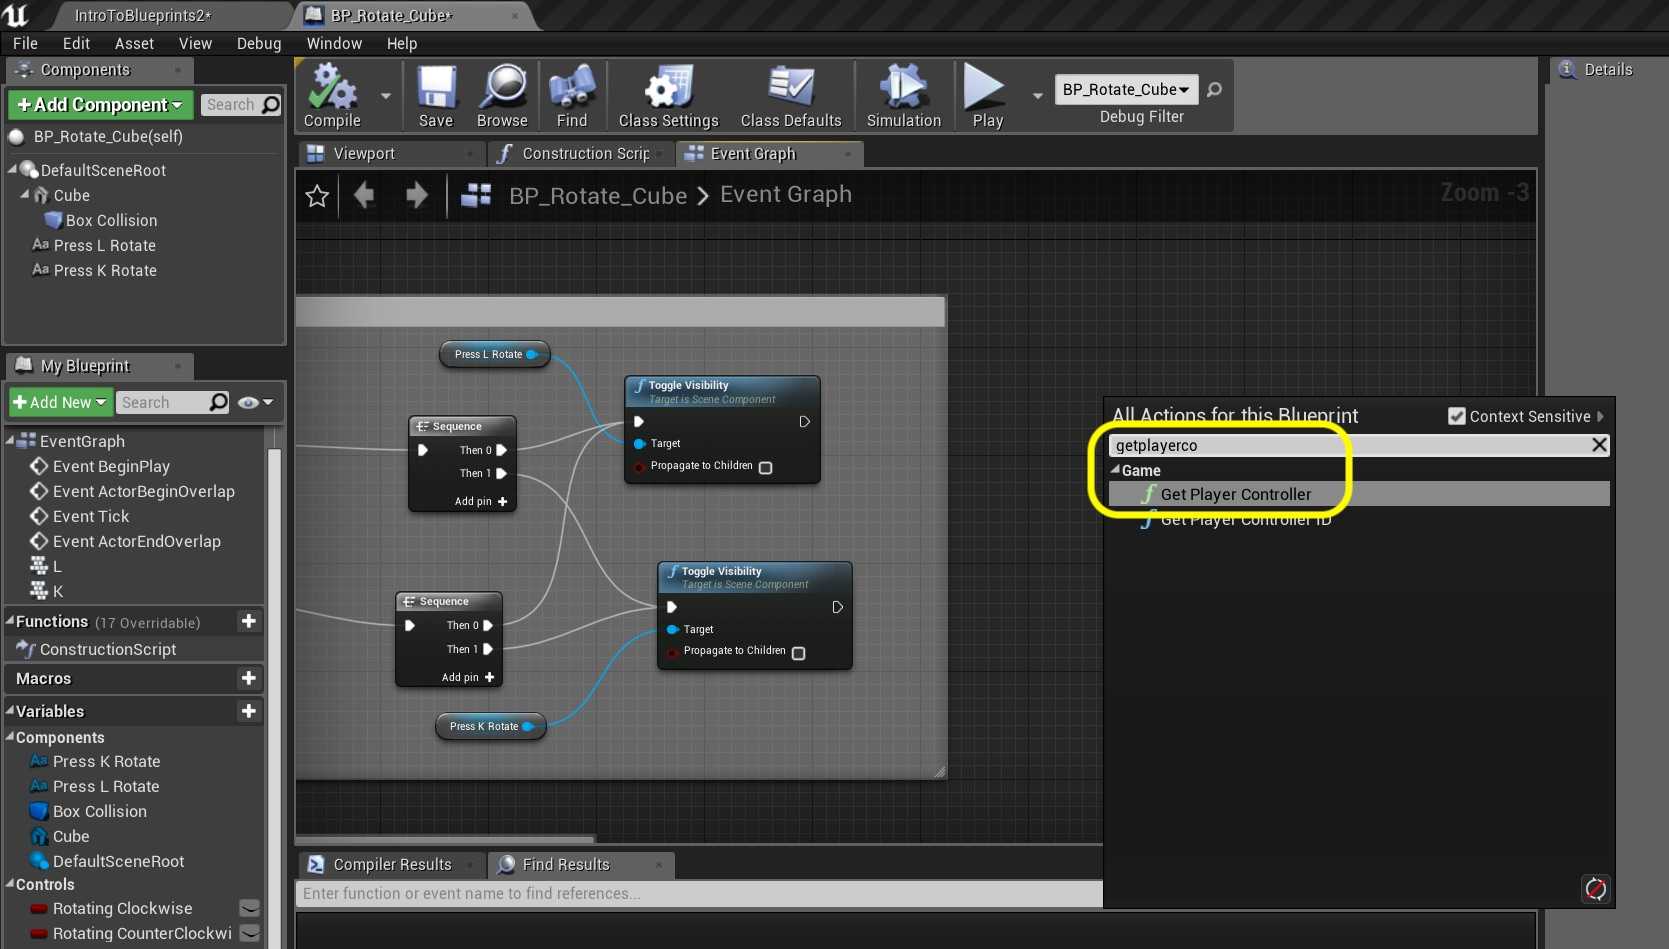 IntroToBlueprints2*
BP_Rotate_Cube*
File Edit Asset View Debug Window Help
Components
Details
+Add Component
Search
Compile
Save
Browse
Find
Class Settings
Class Defaults
Simulation
Play
BP_Rotate_Cube
Debug Filter
BP_Rotate_Cube(self)
DefaultSceneRoot
Cube
Box Collision
Press L Rotate
Press K Rotate
Viewport
Construction Scrip
Event Graph
BP_Rotate_Cube > Event Graph
Zoom -3
Press L Rotate
Toggle Visibility
Target is Scene Component
Target
Propagate to Children
Sequence
Then 0
Then 1
Add pin +
Toggle Visibility
Target is Scene Component
Target
Propagate to Children
Sequence
Then 0
Then 1
Add pin +
Press K Rotate
All Actions for this Blueprint
Context Sensitive
getplayerco
Game
Get Player Controller
Get Player Controller ID
My Blueprint
+Add New
Search
EventGraph
Event BeginPlay
Event ActorBeginOverlap
Event Tick
Event ActorEndOverlap
L
K
Functions (17 Overridable)
ConstructionScript
Macros
Variables
Components
Press K Rotate
Press L Rotate
Box Collision
Cube
DefaultSceneRoot
Controls
Rotating Clockwise
Rotating CounterClockwi
Compiler Results
Find Results
Enter function or event name to find references...